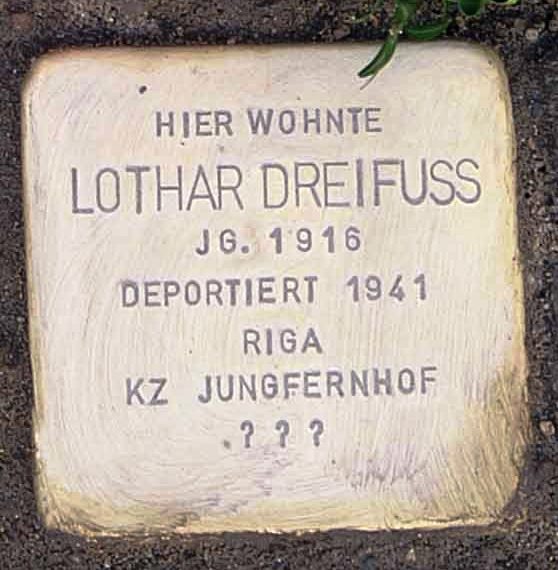 HIER WOHNTE
LOTHAR DREIFUSS
JG. 1916
DEPORTIERT 1941
RIGA
KZ JUNGFERNHOF
? ? ?